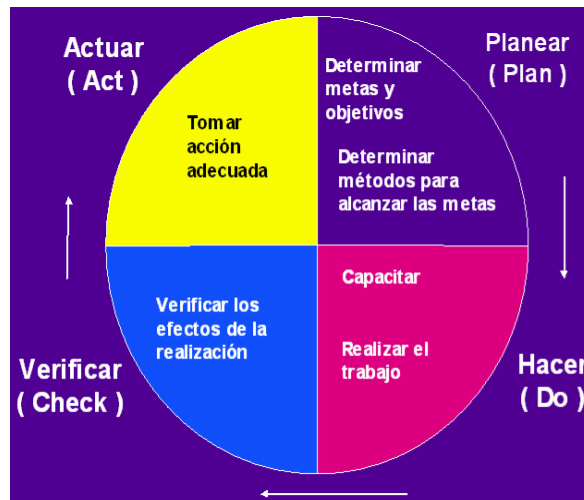 Actuar
( Act )
Planear
( Plan )
Determinar
metas y
objetivos
Determinar
métodos para
alcanzar las metas
Tomar
acción
adecuada
Capacitar
Realizar el
trabajo
Verificar los
efectos de la
realización
Verificar
( Check )
Hacer
( Do )